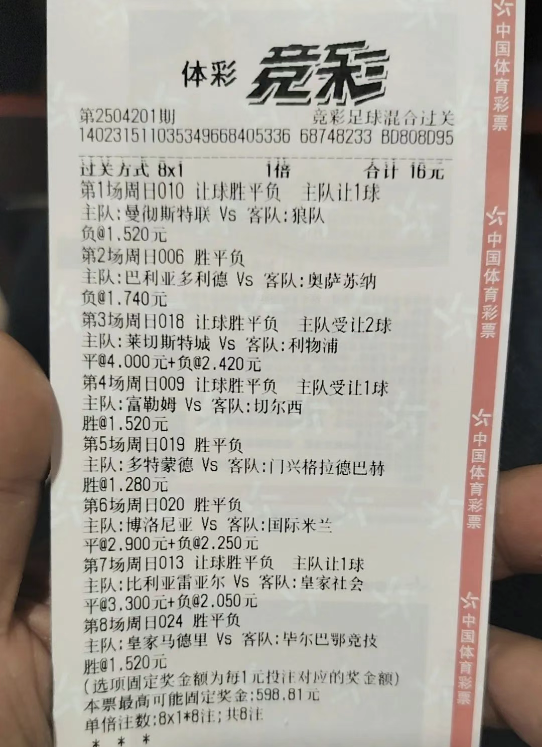 体彩 竞彩
第2504201期 竞彩足球混合过关
140231511035349668405336 68748233 BD808D95
过关方式 8x1 1倍 合计 16元
第1场周日010 让球胜平负 主队让1球
主队:曼彻斯特联 Vs 客队:狼队
负@1.520元
第2场周日006 胜平负
主队:巴利亚多利德 Vs 客队:奥萨苏纳
负@1.740元
第3场周日018 让球胜平负 主队受让2球
主队:莱切斯特城 Vs 客队:利物浦
平@4.000元+负@2.420元
第4场周日009 让球胜平负 主队受让1球
主队:富勒姆 Vs 客队:切尔西
胜@1.520元
第5场周日019 胜平负
主队:多特蒙德 Vs 客队:门兴格拉德巴赫
胜@1.280元
第6场周日020 胜平负
主队:博洛尼亚 Vs 客队:国际米兰
平@2.900元+负@2.250元
第7场周日013 让球胜平负 主队让1球
主队:比利亚雷亚尔 Vs 客队:皇家社会
平@3.300元+负@2.050元
第8场周日024 胜平负
主队:皇家马德里 Vs 客队:毕尔巴鄂竞技
胜@1.520元
(选项固定奖金额为每1元投注对应的奖金额)
本票最高可能固定奖金:598.81元
单倍注数:8x1*8注;共8注
* * *
中国体育彩票
中国体育彩票
中国体育彩票
中国体育彩票